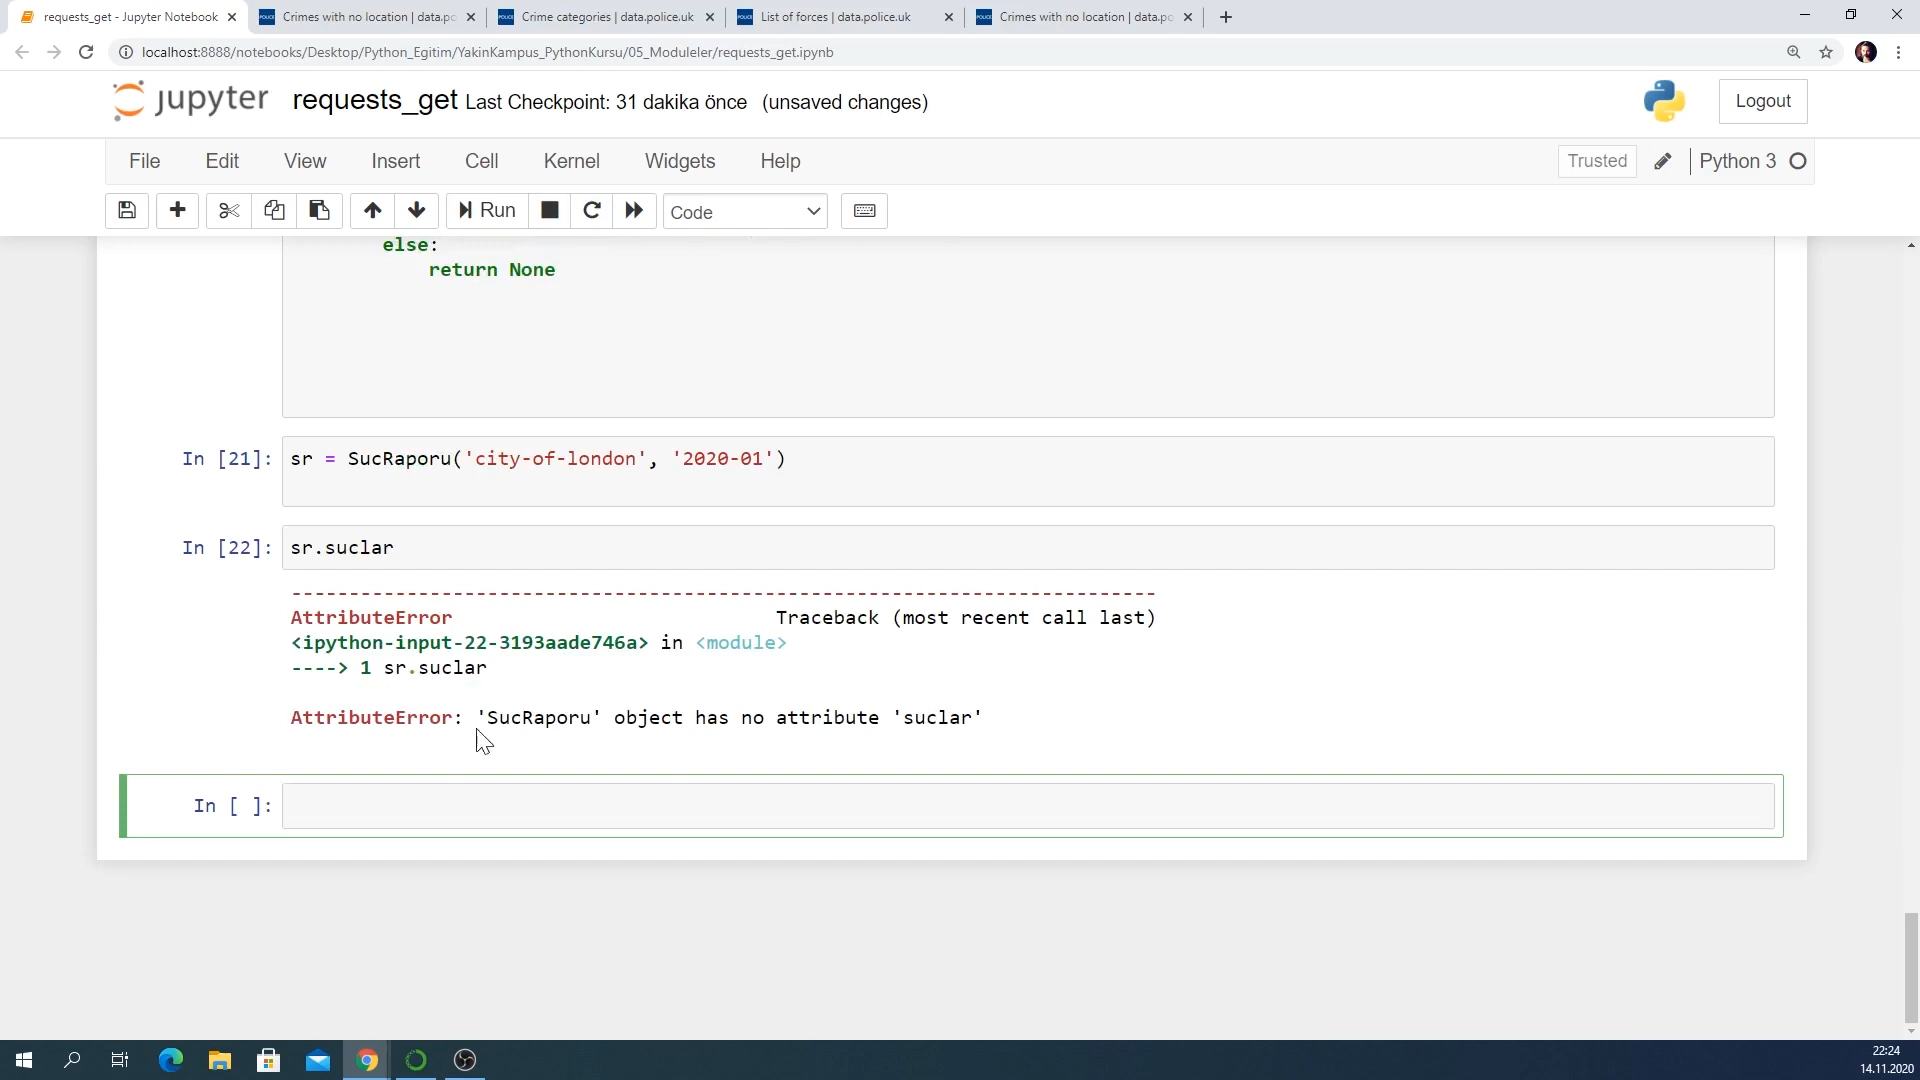 requests_get - Jupyter Notebook
Crimes with no location | data.pc
Crime categories | data.police.uk
List of forces | data.police.uk
Crimes with no location | data.pc
localhost:8888/notebooks/Desktop/Python_Egitim/YakinKampus_PythonKursu/05_Moduleler/requests_get.ipynb
jupyter requests_get Last Checkpoint: 31 dakika önce (unsaved changes)
Logout
File Edit View Insert Cell Kernel Widgets Help
Trusted
Python 3
Run
Code
else:
return None
In [21]: sr = SucRaporu('city-of-london', '2020-01')
In [22]: sr.suclar
---------------------------------------------------------------------------
AttributeError Traceback (most recent call last)
<ipython-input-22-3193aade746a> in <module>
----> 1 sr.suclar
AttributeError: 'SucRaporu' object has no attribute 'suclar'
In [ ]:
22:24
14.11.2020